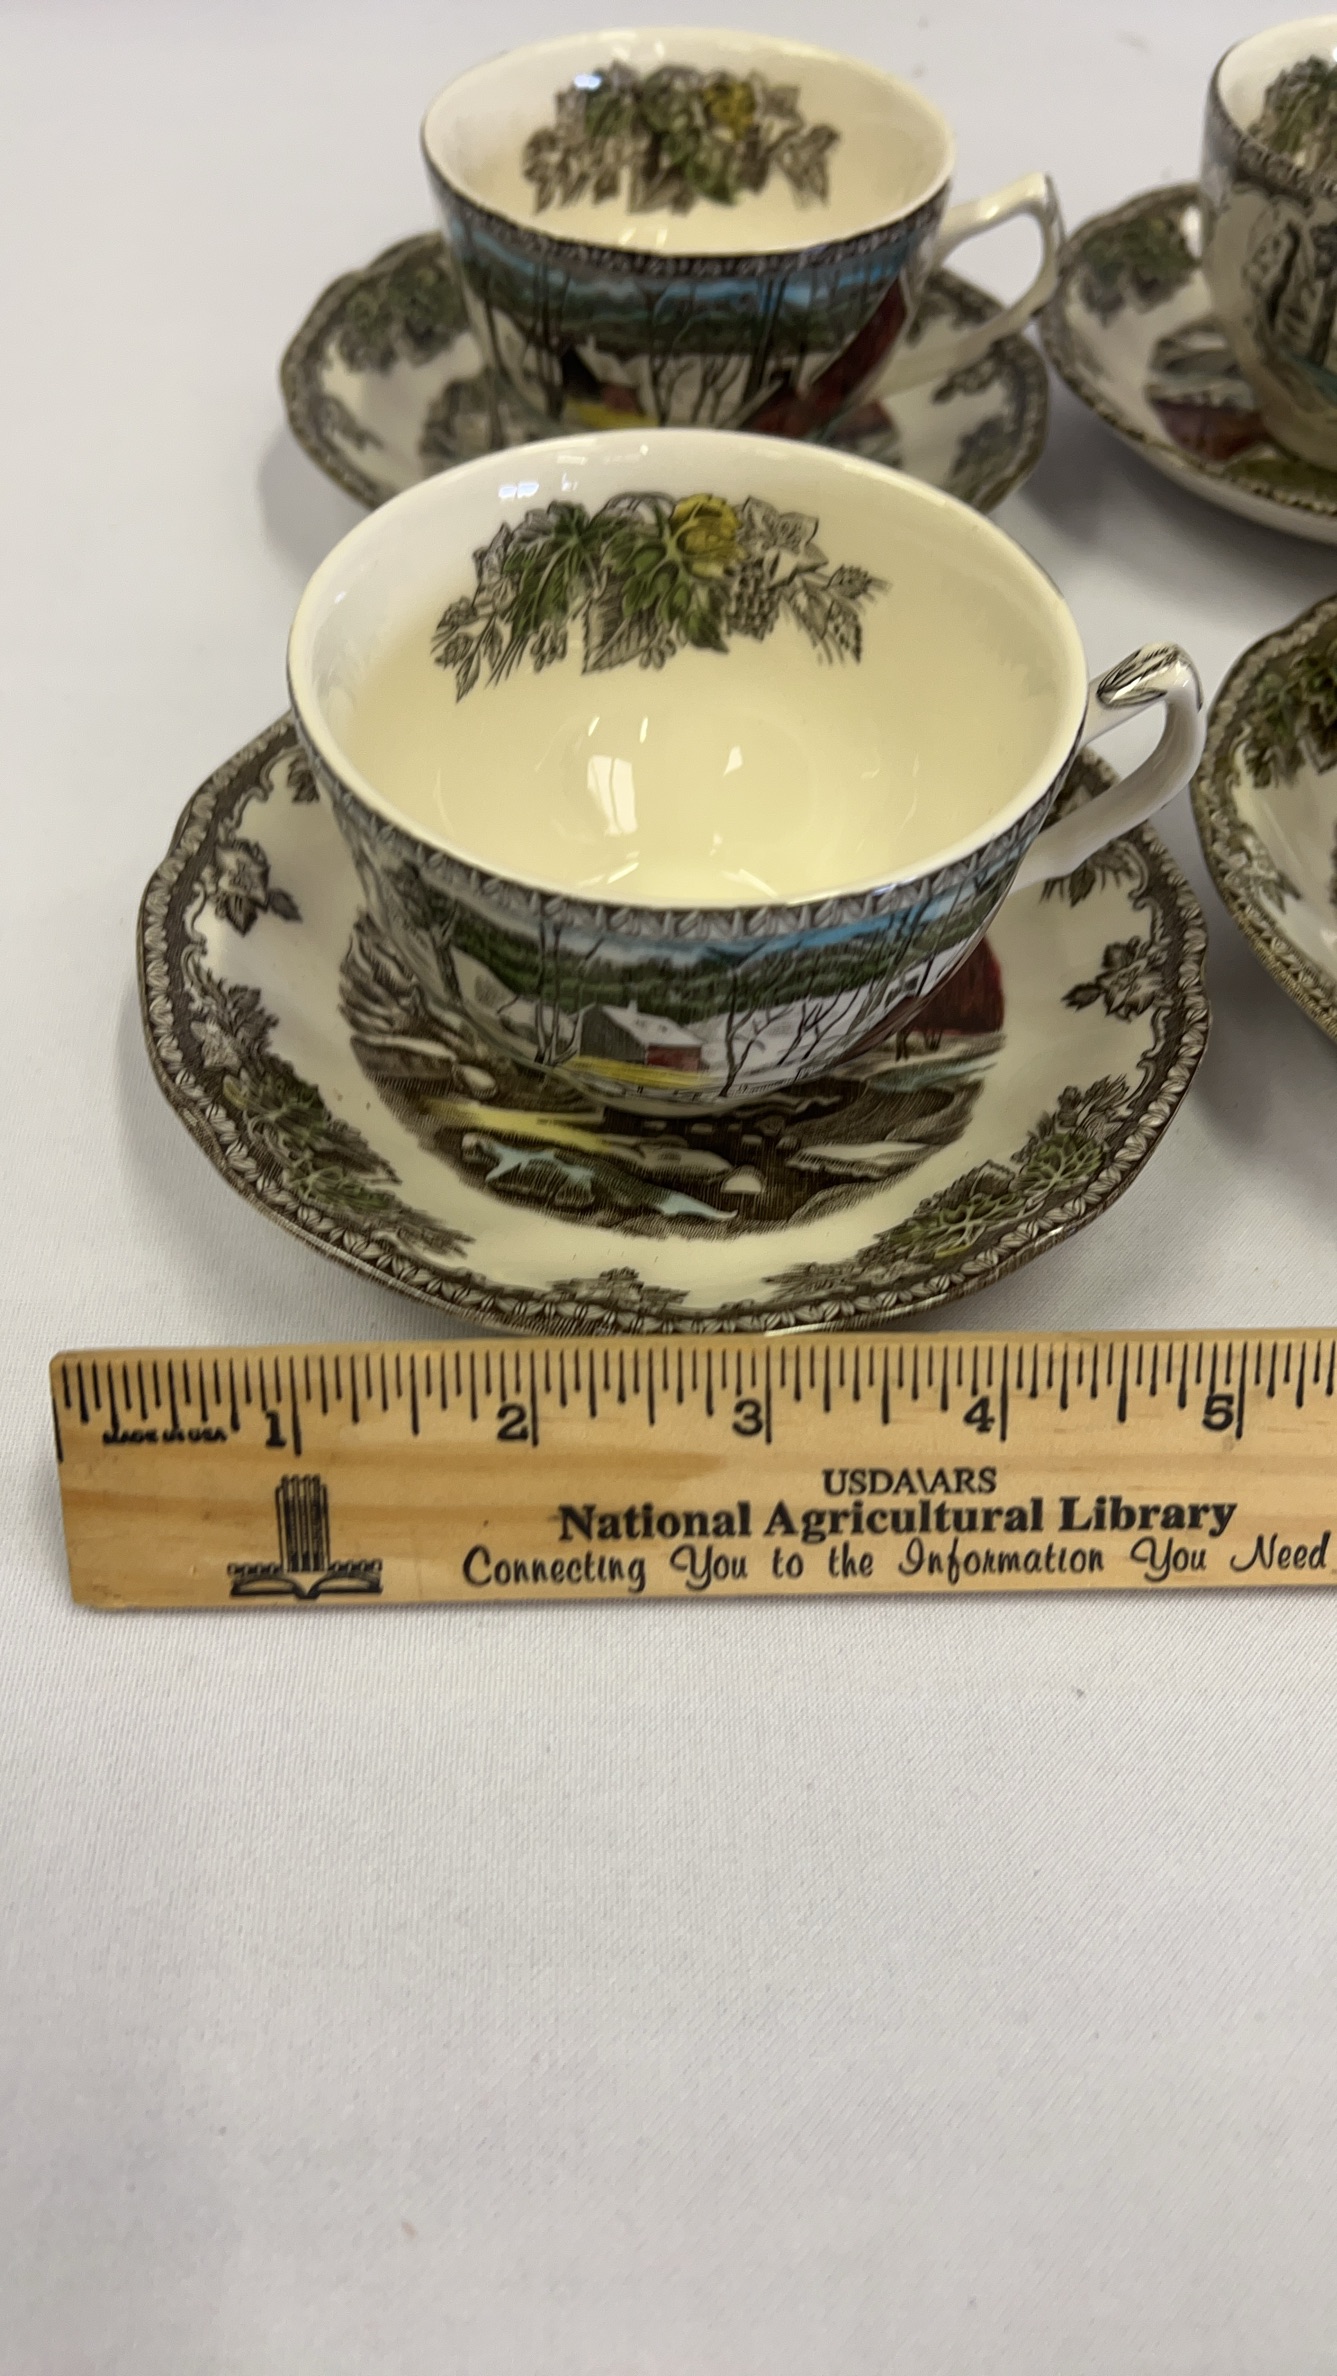 1 2 3 4 5
MADE IN USA
USDA\ARS
National Agricultural Library
Connecting You to the Information You Need